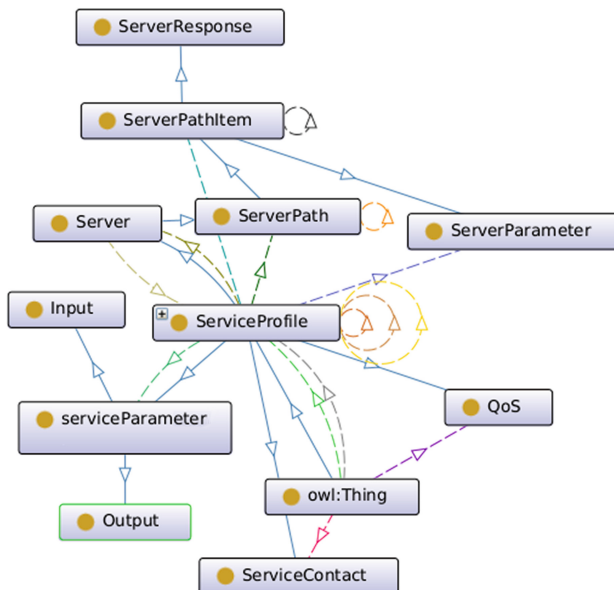 ServerResponse
ServerPathItem
Server
ServerPath
ServerParameter
Input
ServiceProfile
serviceParameter
QoS
owl:Thing
Output
ServiceContact